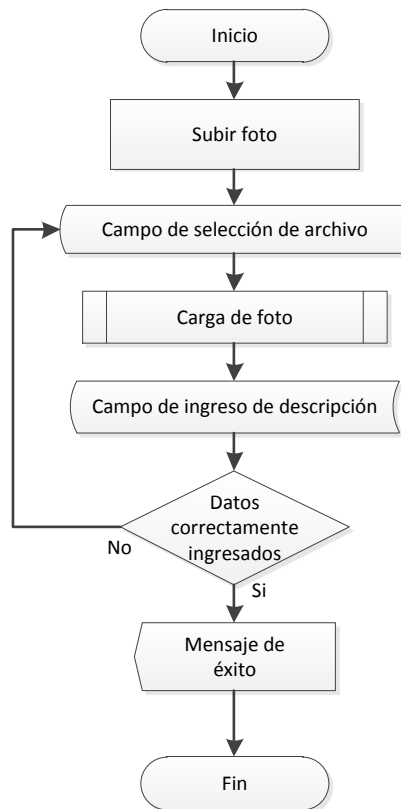 Inicio
Subir foto
Campo de selección de archivo
Carga de foto
Campo de ingreso de descripción
Datos
correctamente
ingresados
No
Si
Mensaje de
éxito
Fin